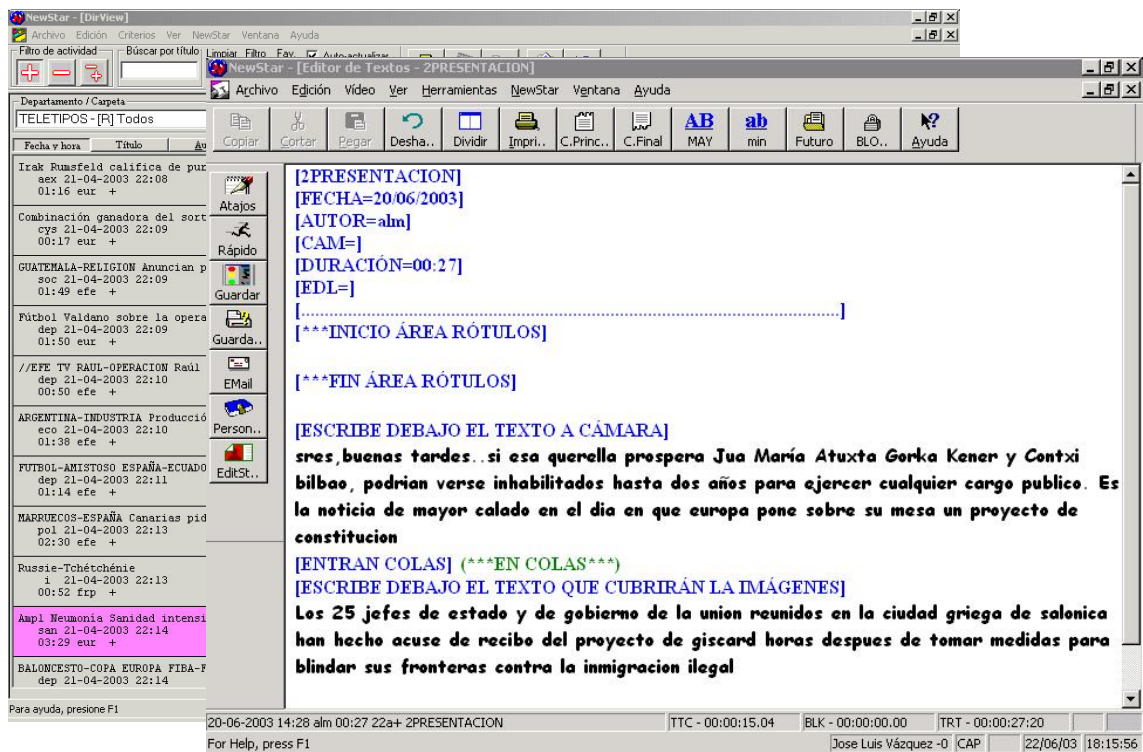 NewStar - [DirView]
Archivo Edición Criterios Ver NewStar Ventana Ayuda
Filtro de actividad
Búscar por título
Limpiar Filtro Fav. Auto-actualizar
Departamento / Carpeta
TELETIPOS - [R] Todos
Fecha y hora Título
Irak Rumsfeld califica de pur
aex 21-04-2003 22:08
01:16 eur +
Combinación ganadora del sort
cys 21-04-2003 22:09
00:17 eur +
GUATEMALA-RELIGION Anuncian p
soc 21-04-2003 22:09
01:49 efe +
Fútbol Valdano sobre la opera
dep 21-04-2003 22:09
01:50 eur +
//EFE TV RAUL-OPERACION Raúl
dep 21-04-2003 22:10
00:50 efe +
ARGENTINA-INDUSTRIA Producció
eco 21-04-2003 22:10
01:38 efe +
FUTBOL-AMISTOSO ESPAÑA-ECUADO
dep 21-04-2003 22:11
01:14 efe +
MARRUECOS-ESPAÑA Canarias pid
pol 21-04-2003 22:13
02:30 efe +
Russie-Tchétchénie
i 21-04-2003 22:13
00:52 frp +
Ampl Neumonía Sanidad intensi
san 21-04-2003 22:14
03:29 eur +
BALONCESTO-COPA EUROPA FIBA-F
dep 21-04-2003 22:14
Para ayuda, presione F1
NewStar - [Editor de Textos - 2PRESENTACION]
Archivo Edición Vídeo Ver Herramientas NewStar Ventana Ayuda
AB ab
Copiar Cortar Pegar Desha.. Dividir Impri.. C.Princ.. C.Final MAY min Futuro BLO.. Ayuda
Atajos
Rápido
Guardar
Guarda..
EMail
Person..
EditSt..
[2PRESENTACION]
[FECHA=20/06/2003]
[AUTOR=alm]
[CAM=]
[DURACIÓN=00:27]
[EDL=]
[........................................................................................................................]
[***INICIO ÁREA RÓTULOS]
[***FIN ÁREA RÓTULOS]
[ESCRIBE DEBAJO EL TEXTO A CÁMARA]
sres,buenas tardes..si esa querella prospera Jua María Atuxta Gorka Kener y Contxi
bilbao, podrian verse inhabilitados hasta dos años para ejercer cualquier cargo publico. Es
la noticia de mayor calado en el dia en que europa pone sobre su mesa un proyecto de
constitucion
[ENTRAN COLAS] (***EN COLAS***)
[ESCRIBE DEBAJO EL TEXTO QUE CUBRIRÁN LA IMÁGENES]
Los 25 jefes de estado y de gobierno de la union reunidos en la ciudad griega de salonica
han hecho acuse de recibo del proyecto de giscard horas despues de tomar medidas para
blindar sus fronteras contra la inmigracion ilegal
20-06-2003 14:28 alm 00:27 22a+ 2PRESENTACION TTC - 00:00:15.04 BLK - 00:00:00.00 TRT - 00:00:27:20
For Help, press F1 Jose Luis Vázquez -0 CAP 22/06/03 18:15:56